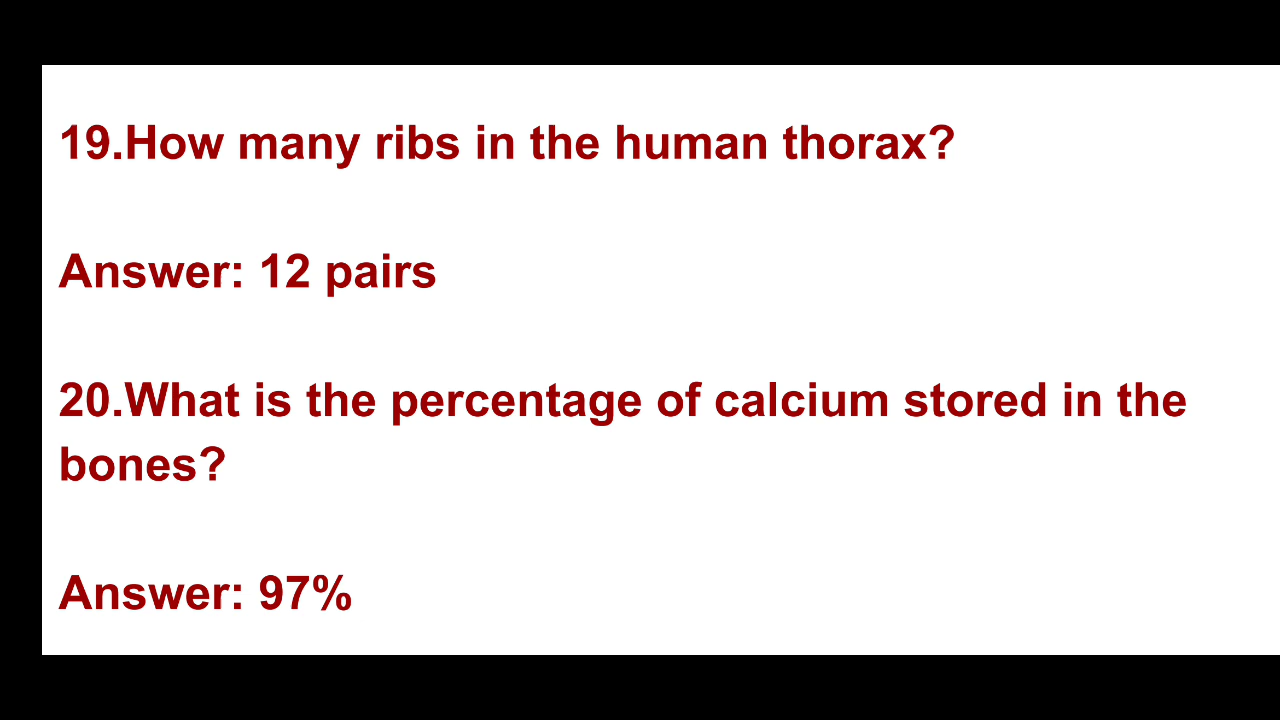 19.How many ribs in the human thorax?
Answer: 12 pairs
20.What is the percentage of calcium stored in the
bones?
Answer: 97%